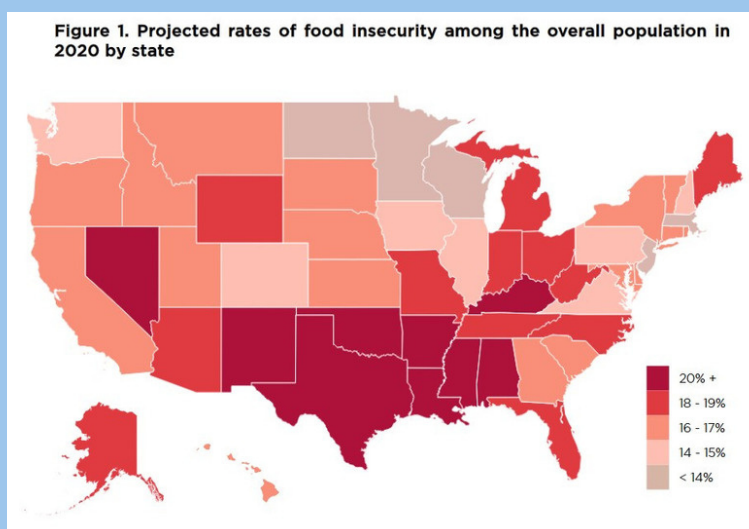 Figure 1. Projected rates of food insecurity among the overall population in
2020 by state
20% +
18 - 19%
16 - 17%
14 - 15%
< 14%